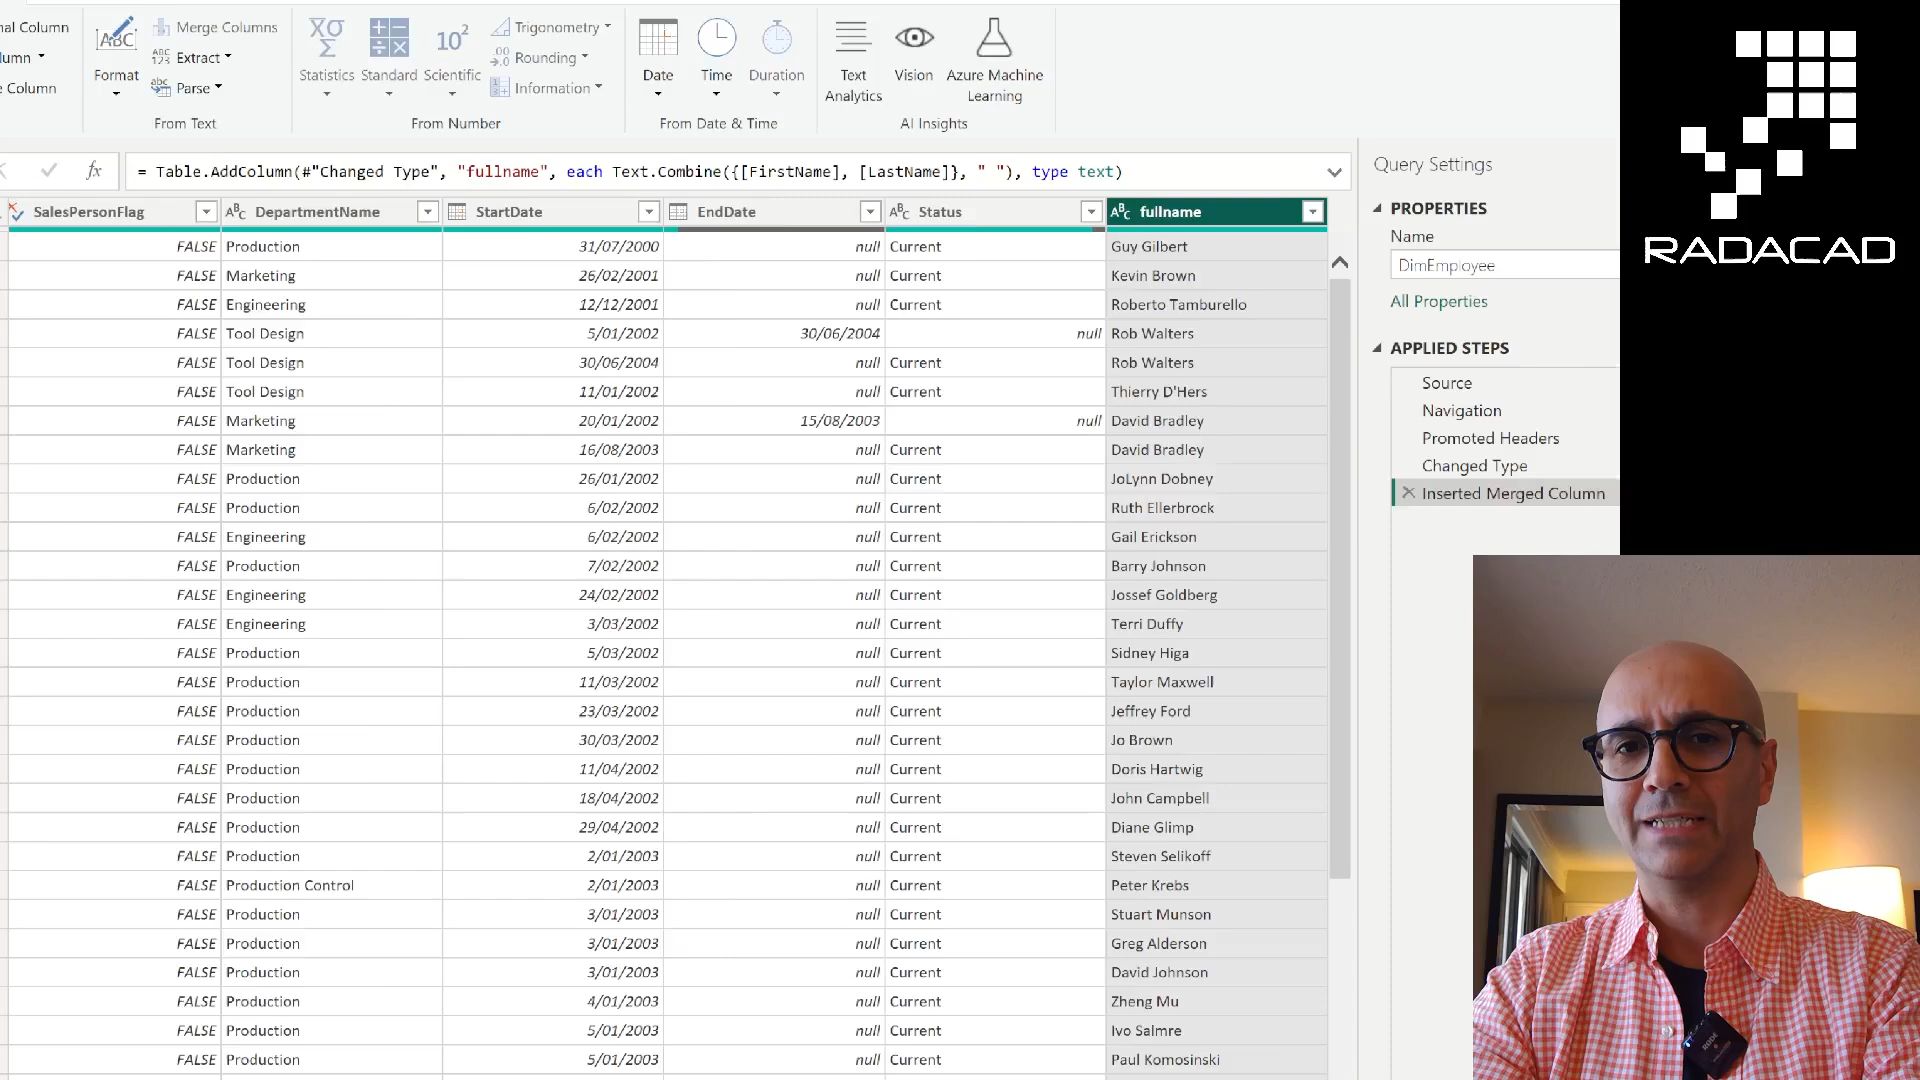 nal Column
lumn
e Column
Format
Merge Columns
Extract
Parse
From Text
Statistics
Standard
Scientific
Trigonometry
Rounding
Information
From Number
Date
Time
Duration
From Date & Time
Text
Analytics
Vision
Azure Machine
Learning
AI Insights
= Table.AddColumn(#"Changed Type", "fullname", each Text.Combine({[FirstName], [LastName]}, " "), type text)
SalesPersonFlag DepartmentName StartDate EndDate Status fullname
FALSE Production 31/07/2000 null Current Guy Gilbert
FALSE Marketing 26/02/2001 null Current Kevin Brown
FALSE Engineering 12/12/2001 null Current Roberto Tamburello
FALSE Tool Design 5/01/2002 30/06/2004 null Rob Walters
FALSE Tool Design 30/06/2004 null Current Rob Walters
FALSE Tool Design 11/01/2002 null Current Thierry D'Hers
FALSE Marketing 20/01/2002 15/08/2003 null David Bradley
FALSE Marketing 16/08/2003 null Current David Bradley
FALSE Production 26/01/2002 null Current JoLynn Dobney
FALSE Production 6/02/2002 null Current Ruth Ellerbrock
FALSE Engineering 6/02/2002 null Current Gail Erickson
FALSE Production 7/02/2002 null Current Barry Johnson
FALSE Engineering 24/02/2002 null Current Jossef Goldberg
FALSE Engineering 3/03/2002 null Current Terri Duffy
FALSE Production 5/03/2002 null Current Sidney Higa
FALSE Production 11/03/2002 null Current Taylor Maxwell
FALSE Production 23/03/2002 null Current Jeffrey Ford
FALSE Production 30/03/2002 null Current Jo Brown
FALSE Production 11/04/2002 null Current Doris Hartwig
FALSE Production 18/04/2002 null Current John Campbell
FALSE Production 29/04/2002 null Current Diane Glimp
FALSE Production 2/01/2003 null Current Steven Selikoff
FALSE Production Control 2/01/2003 null Current Peter Krebs
FALSE Production 3/01/2003 null Current Stuart Munson
FALSE Production 3/01/2003 null Current Greg Alderson
FALSE Production 3/01/2003 null Current David Johnson
FALSE Production 4/01/2003 null Current Zheng Mu
FALSE Production 5/01/2003 null Current Ivo Salmre
FALSE Production 5/01/2003 null Current Paul Komosinski
Query Settings
PROPERTIES
Name
DimEmployee
All Properties
APPLIED STEPS
Source
Navigation
Promoted Headers
Changed Type
Inserted Merged Column
RADACAD
RODE